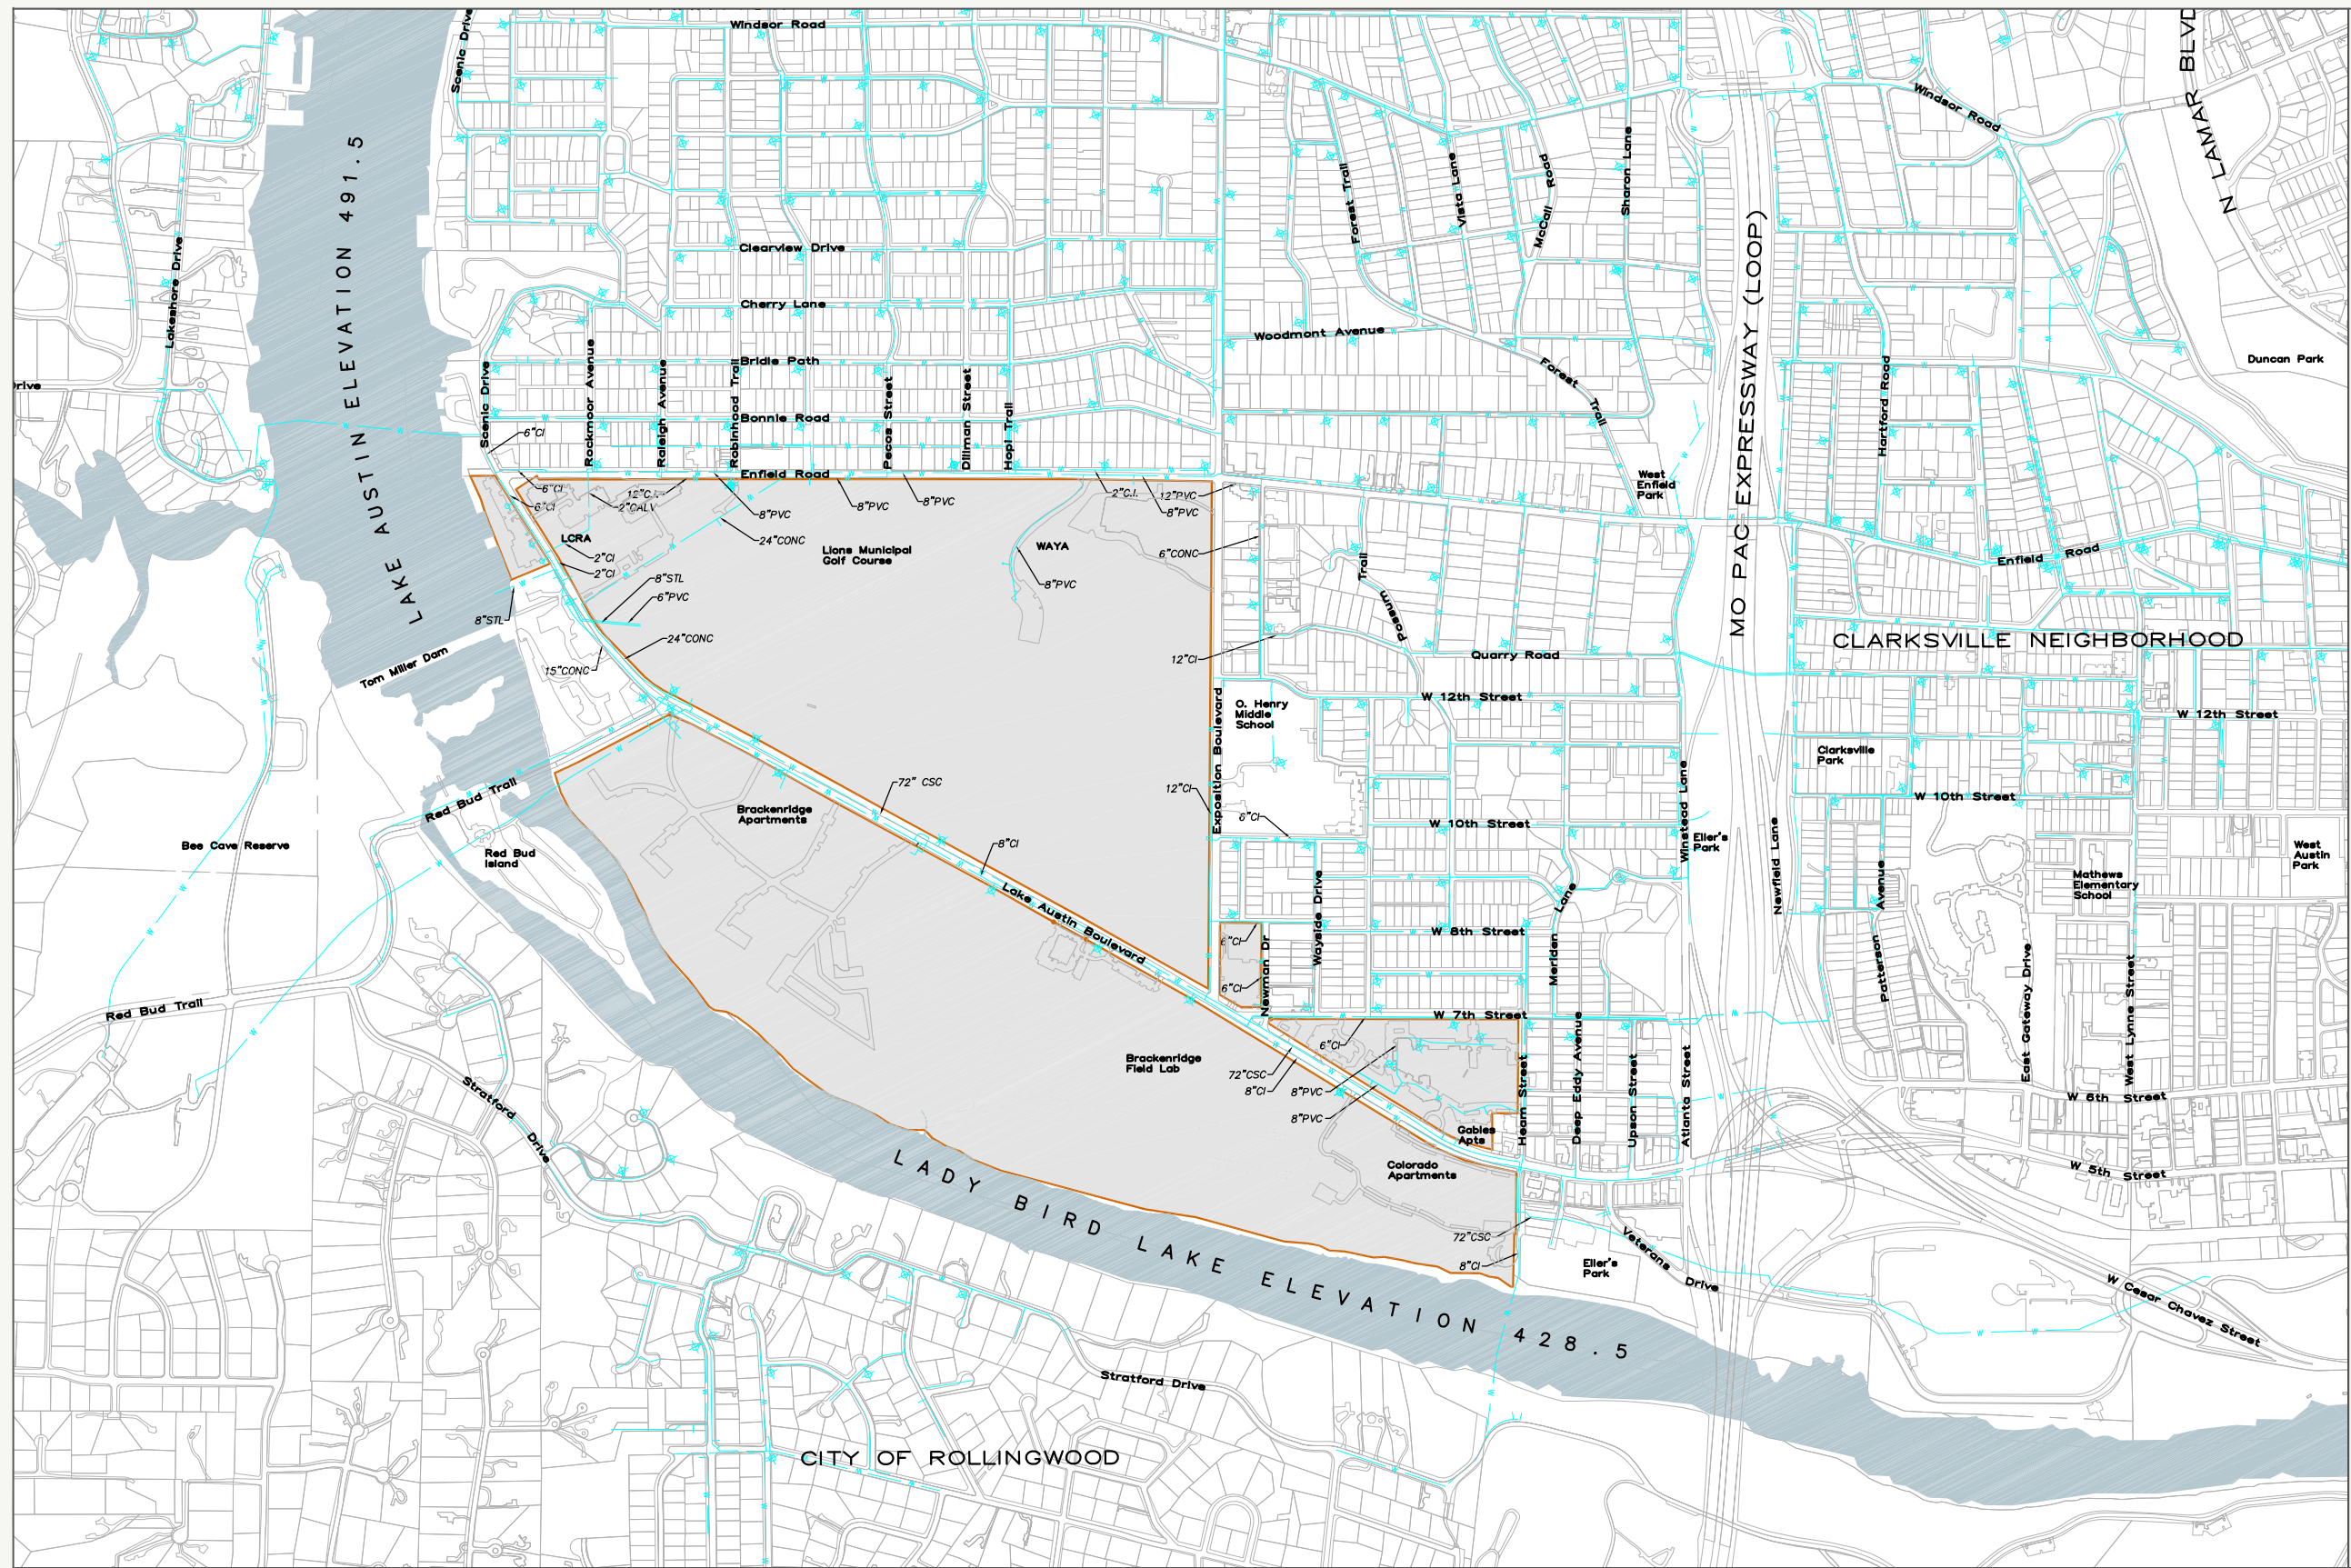 Windsor Road
Scenic Drive
N LAMAR BLVD
Windsor Road
LAKE AUSTIN ELEVATION 491.5
Lakeshore Drive
Forest Trail
Vista Lane
McCall Road
Sharon Lane
MO PAC EXPRESSWAY (LOOP)
Clearview Drive
Cherry Lane
Woodmont Avenue
Duncan Park
Drive
Scenic Drive
Rockmoor Avenue
Raleigh Avenue
Robinhood Trail
Bridle Path
Bonnie Road
Pecos Street
Dillman Street
Hopi Trail
Forest
Trail
Hartford Road
6"CI
Enfield Road
6"CI
6"CI
2"CALV
12"C.I.
8"PVC
24"CONC
8"PVC
8"PVC
2"C.I.
12"PVC
8"PVC
West
Enfield
Park
LCRA
2"CI
2"CI
Lions Municipal
Golf Course
WAYA
8"PVC
6"CONC
Trail
Possum
Enfield Road
8"STL
6"PVC
8"STL
24"CONC
15"CONC
Tom Miller Dam
12"CI
Quarry Road
CLARKSVILLE NEIGHBORHOOD
W 12th Street
W 12th Street
O. Henry
Middle
School
Exposition Boulevard
Clarksville
Park
72" CSC
12"CI
Winstead Lane
W 10th Street
Red Bud Trail
Brackenridge
Apartments
6"CI
W 10th Street
Eiler's
Park
Newfield Lane
Bee Cave Reserve
Red Bud
Island
8"CI
Lake Austin Boulevard
West
Austin
Park
Mathews
Elementary
School
Wayside Drive
Lane
Meriden
Avenue
Patterson
W 8th Street
6"CI
6"CI
Newman Dr
East Gateway Drive
West Lynne Street
Red Bud Trail
W 7th Street
6"CI
Brackenridge
Field Lab
72"CSC
8"CI
8"PVC
8"PVC
Hearn Street
Deep Eddy Avenue
Upson Street
Atlanta Street
W 6th Street
Stratford
Drive
Gables
Apts
Colorado
Apartments
W 5th Street
LADY BIRD LAKE ELEVATION 428.5
72"CSC
8"CI
Eiler's
Park
Veterans Drive
W Cesar Chavez Street
Stratford Drive
CITY OF ROLLINGWOOD